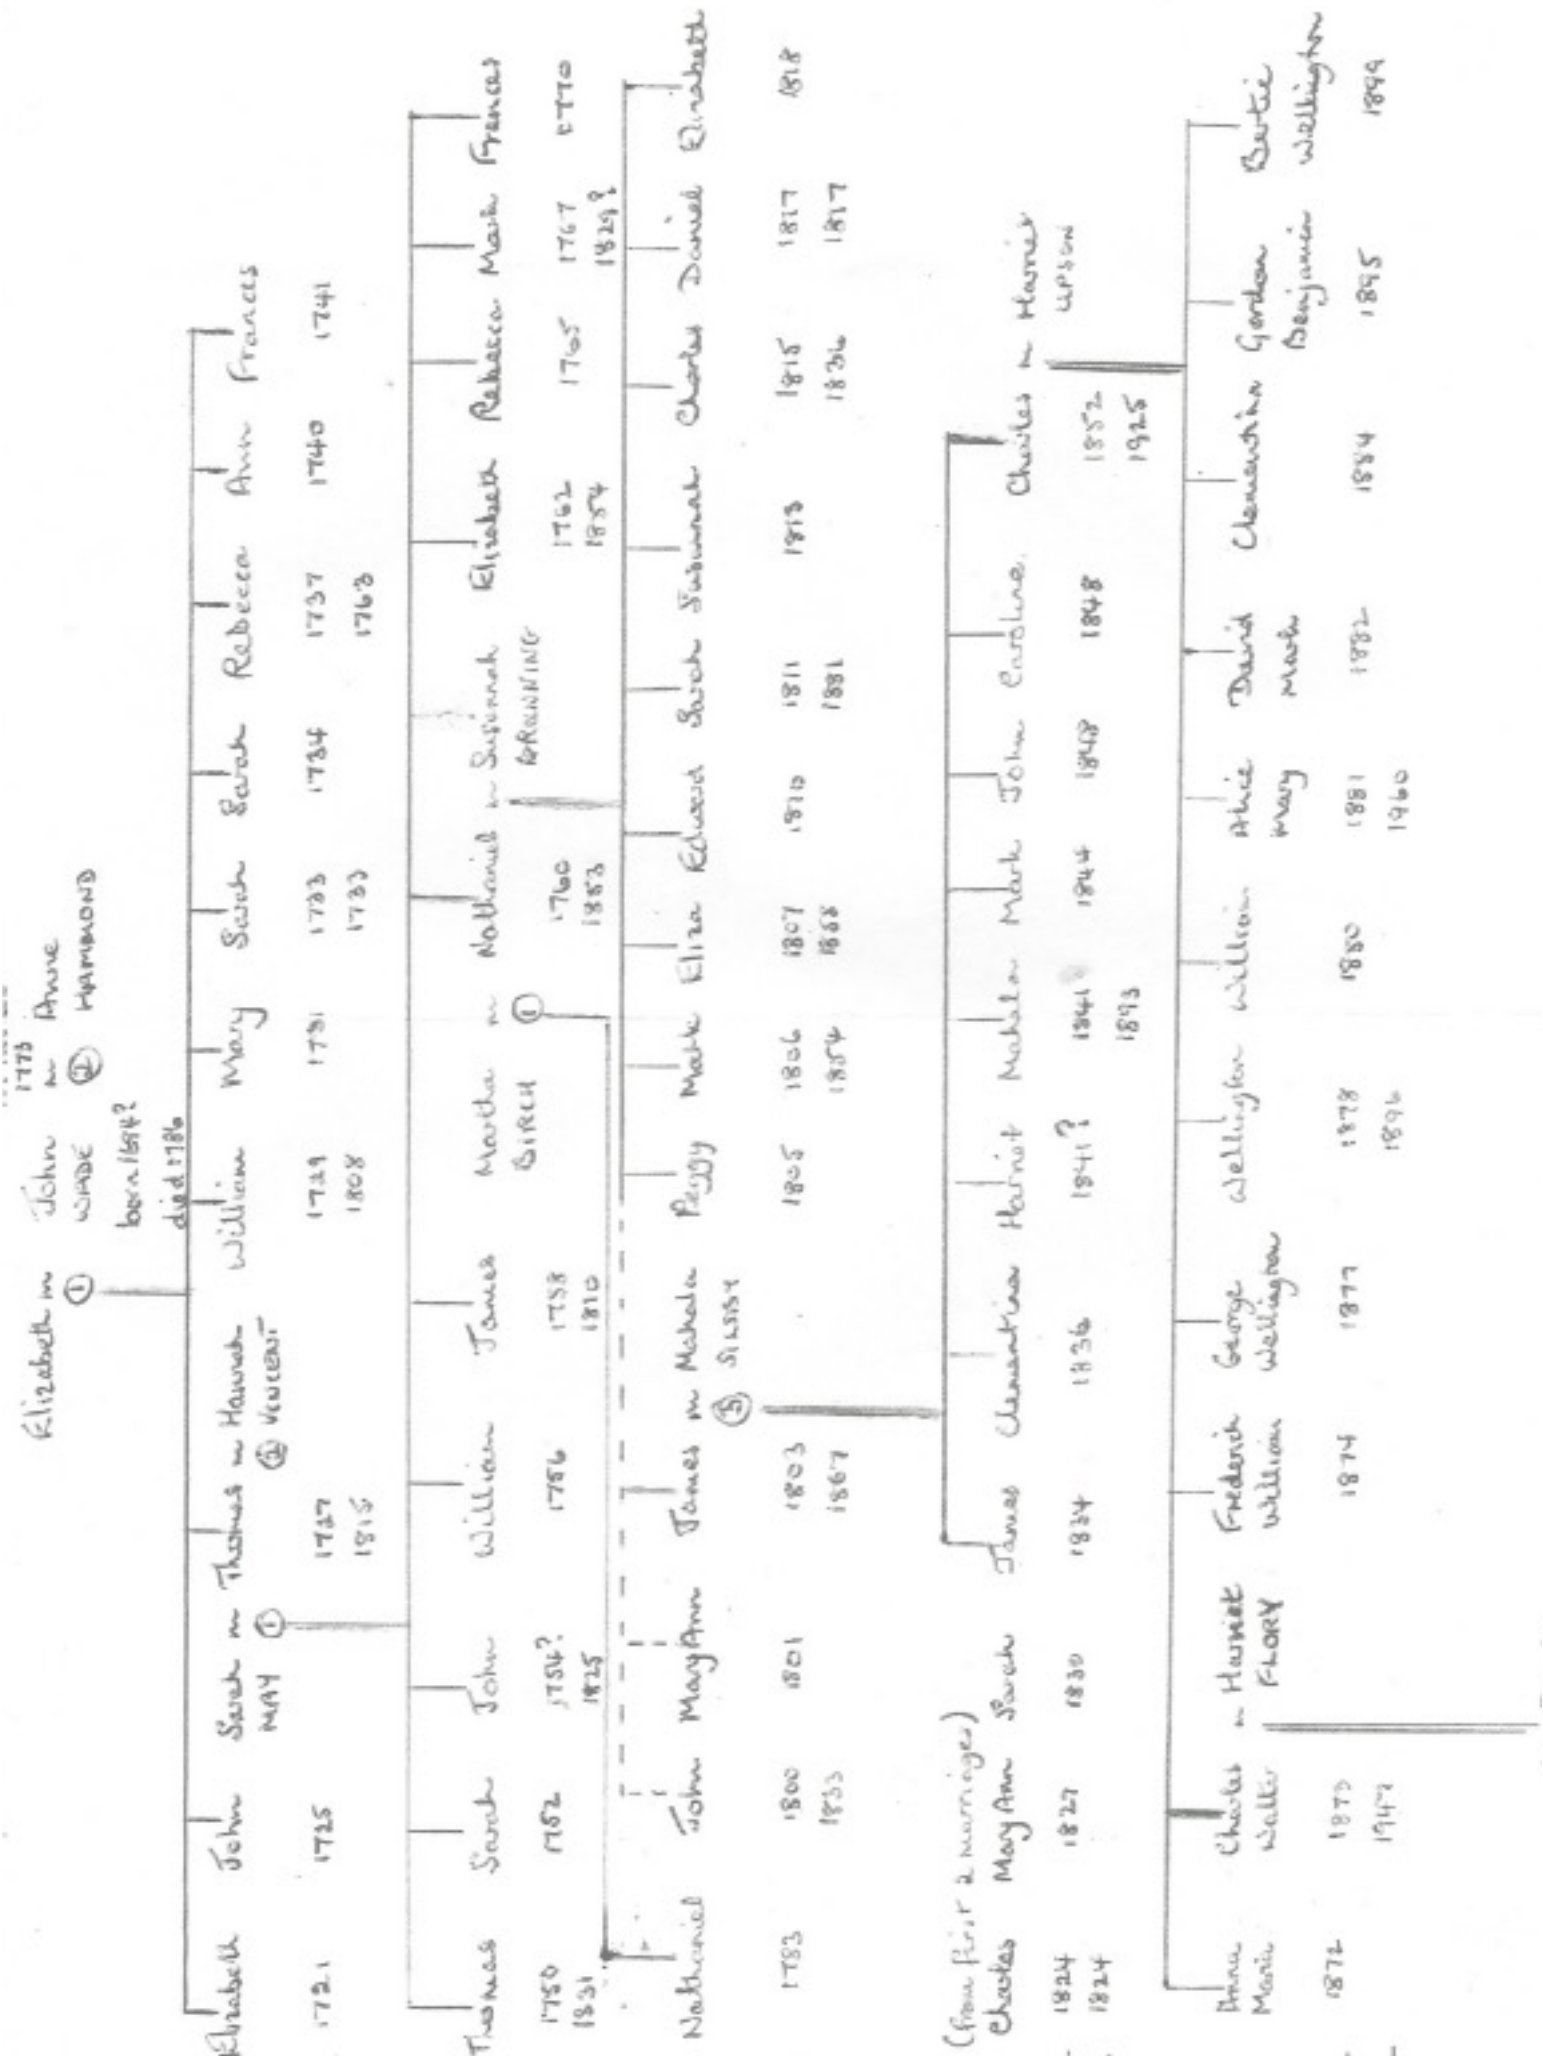 1773
Elizabeth m John m Anne
① WADE ② HAMMOND
born 1694?
died 1786
Elizabeth John Sarah m Thomas m Hannah William Mary Sarah Sarah Rebecca Ann Frances
MAY ① ② VINCENT
1721 1725 1727 1729 1731 1733 1734 1737 1740 1741
1815 1808 1733 1763
Thomas Sarah John William James Martha m Nathaniel m Susannah Elizabeth Rebecca Mark Frances
BIRCH ① BROWNING
1750 1752 1754? 1756 1758 1760 1762 1765 1767 1770
1831 1825 1810 1853 1854 1829?
Nathaniel John MaryAnn James m Mahala Peggy Mark Eliza Edward Sarah Susannah Charles Daniel Elizabeth
③ SILSBY
1783 1800 1801 1803 1805 1806 1807 1810 1811 1813 1815 1817 1818
1833 1867 1854 1881 1836 1817
(from first 2 marriages)
Charles Mary Ann Sarah James Clementina Harriet Mahala Mark John Caroline Charles m Harriet
UPSON
1824 1827 1830 1834 1836 1841? 1841 1844 1848 1848 1852
1824 1893 1925
Anna Charles m Harriet Frederick George Wellington William Alice David Clementina Gordon Bertie
Maria Walter FLORY William Wellington Mary Mark Benjamin Wellington
1872 1874 1877 1878 1880 1881 1882 1884 1895 1899
1947 1896 1960